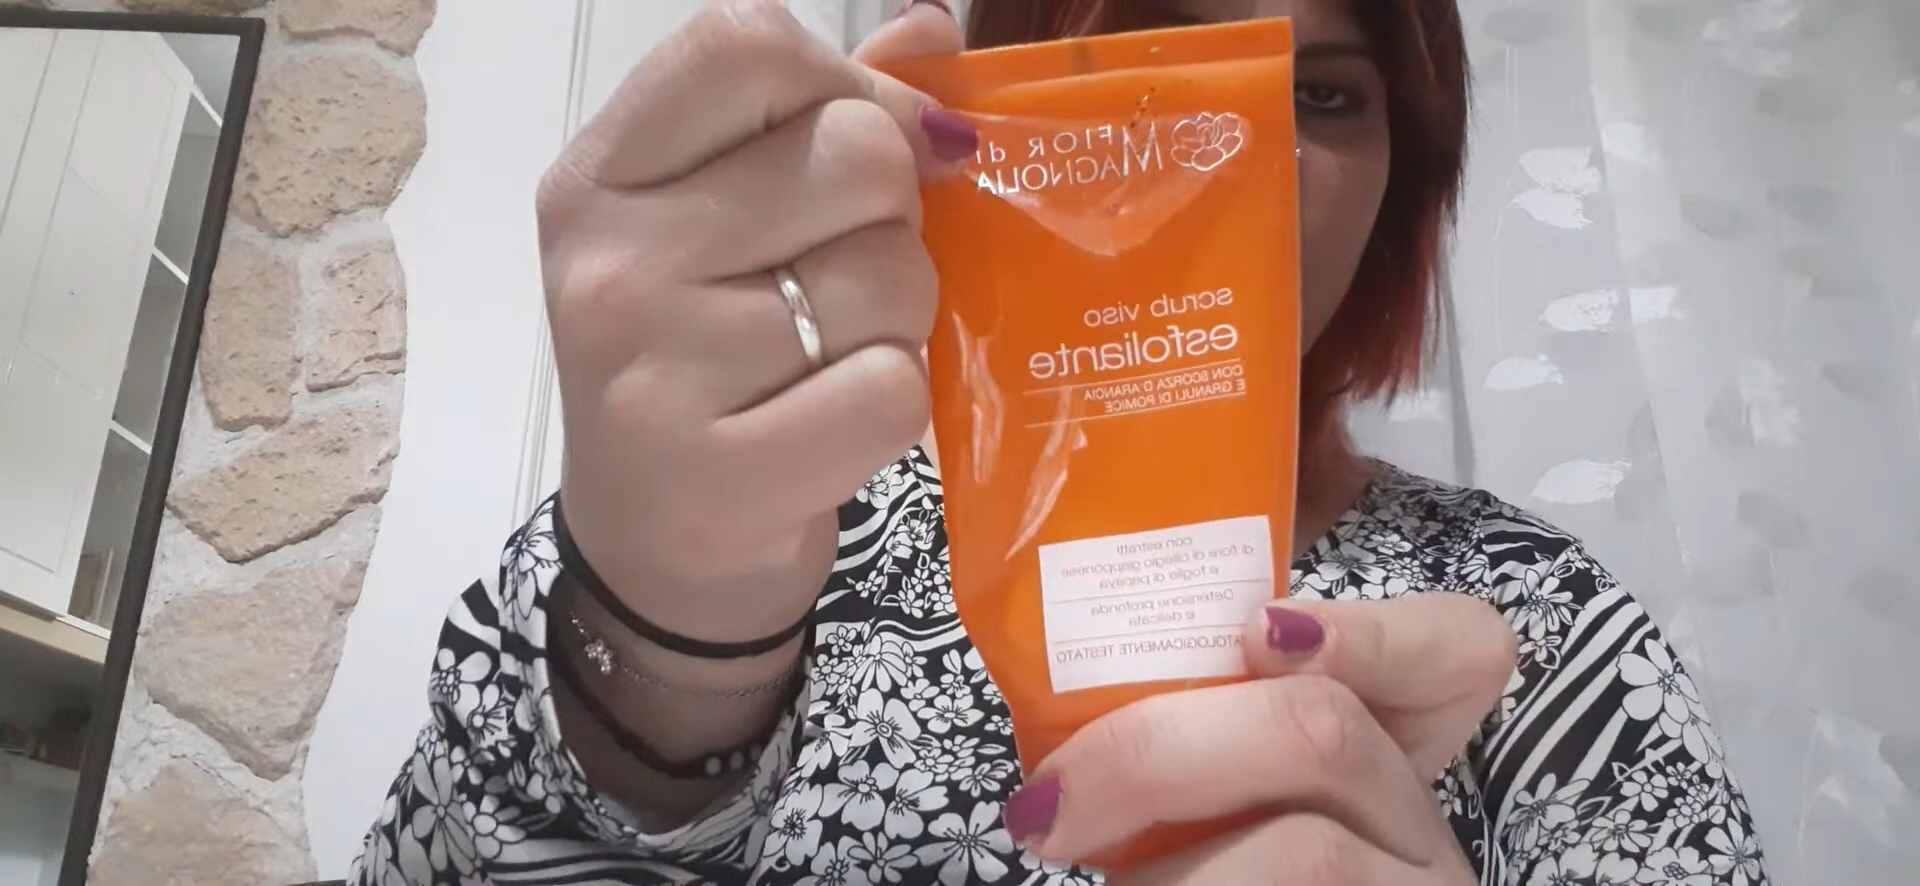 FIOR di
MAGNOLIA
scrub viso
esfoliante
CON SCORZA D'ARANCIA
E GRANULI DI POMICE
con estratti
di fiore di ciliegio giapponese
e foglie di papaya
Detersione profonda
e delicata
TESTATO